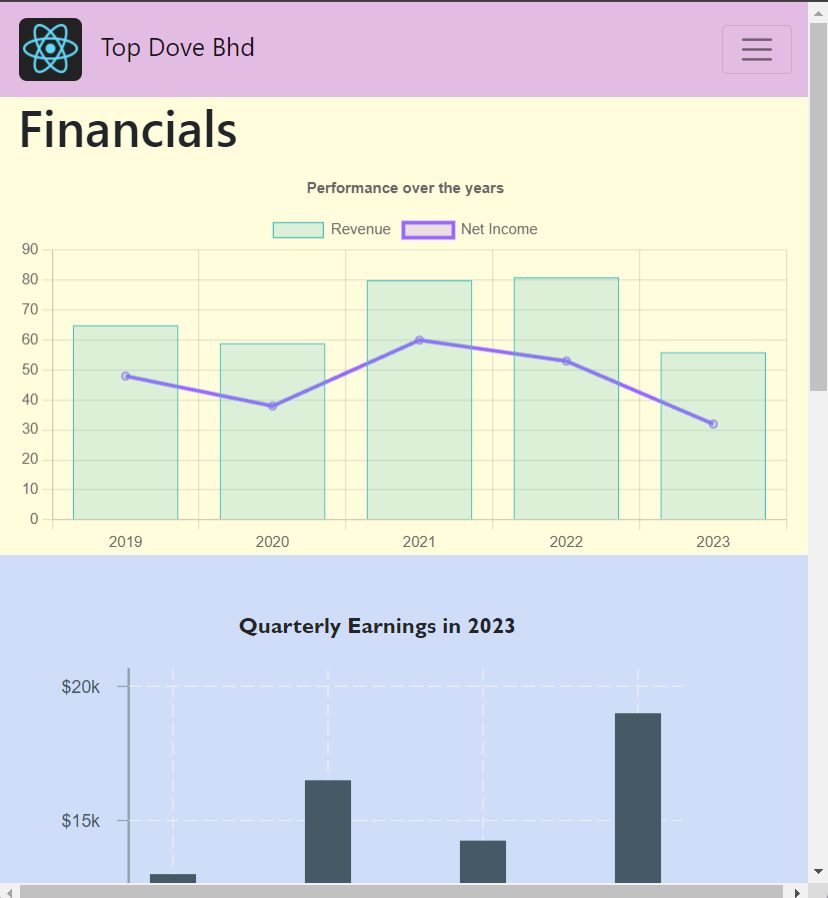 Top Dove Bhd
Financials
Performance over the years
Revenue Net Income
90
80
70
60
50
40
30
20
10
0
2019 2020 2021 2022 2023
Quarterly Earnings in 2023
$20k
$15k